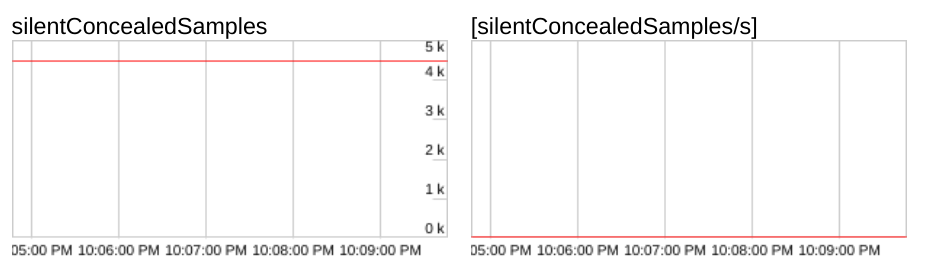 silentConcealedSamples
5 k
4 k
3 k
2 k
1 k
0 k
05:00 PM 10:06:00 PM 10:07:00 PM 10:08:00 PM 10:09:00 PM
[silentConcealedSamples/s]
05:00 PM 10:06:00 PM 10:07:00 PM 10:08:00 PM 10:09:00 PM